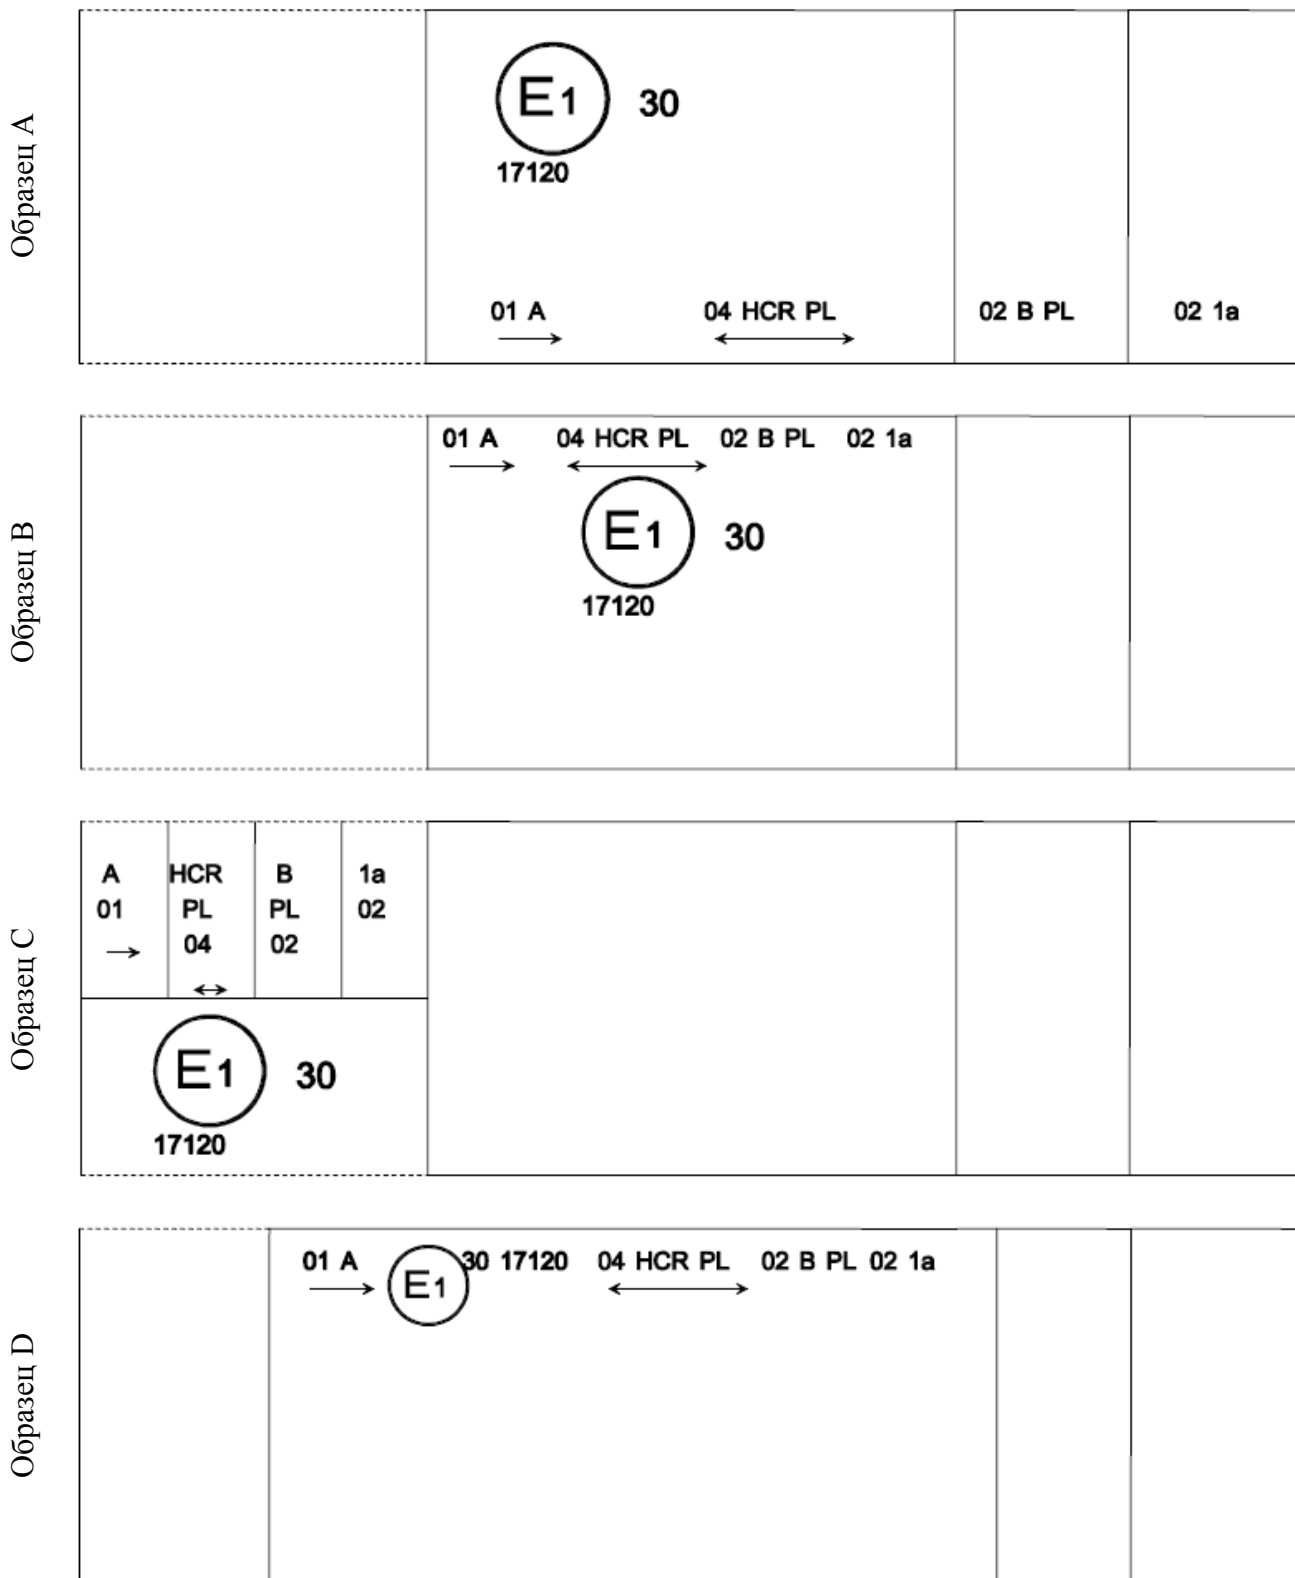 Образец A
E1 30
17120
01 A 04 HCR PL 02 B PL 02 1a
Образец B
01 A 04 HCR PL 02 B PL 02 1a
E1 30
17120
Образец C
A HCR B 1a
01 PL PL 02
04 02
E1 30
17120
Образец D
01 A E1 30 17120 04 HCR PL 02 B PL 02 1a